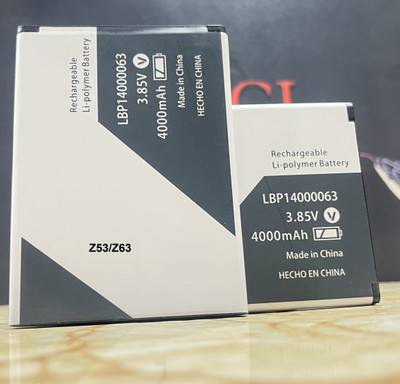 Rechargeable
Li-polymer Battery
LBP14000063
3.85V V
4000mAh
Made in China
HECHO EN CHINA
Z53/Z63
Rechargeable
Li-polymer Battery
LBP14000063
3.85V V
4000mAh
Made in China
HECHO EN CHINA